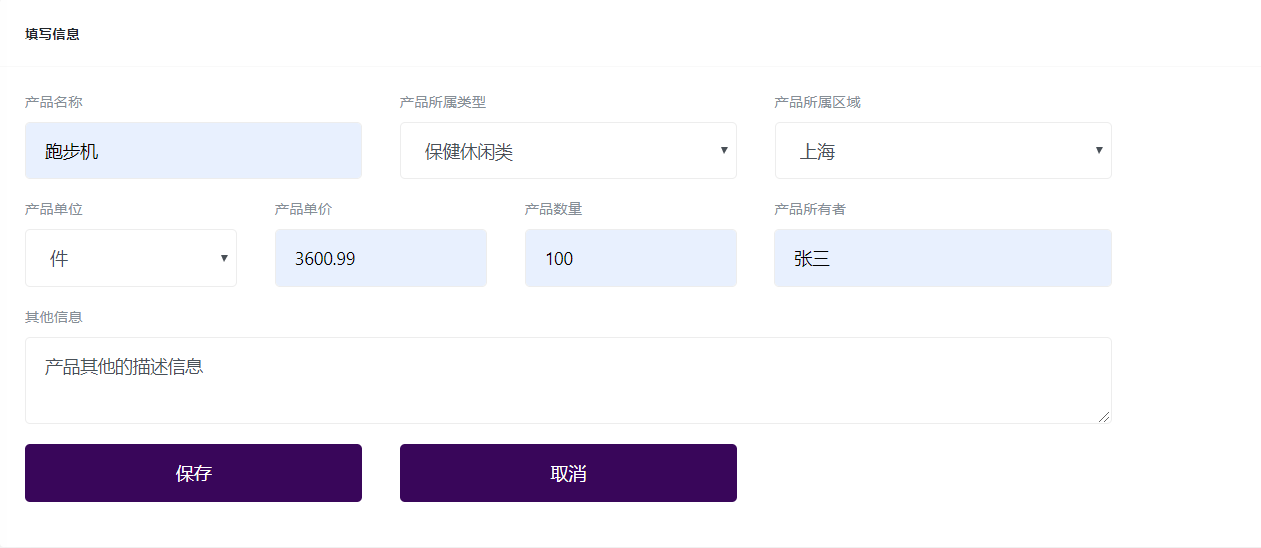 填写信息
产品名称 产品所属类型 产品所属区域
跑步机 保健休闲类 上海
产品单位 产品单价 产品数量 产品所有者
件 3600.99 100 张三
其他信息
产品其他的描述信息
保存 取消